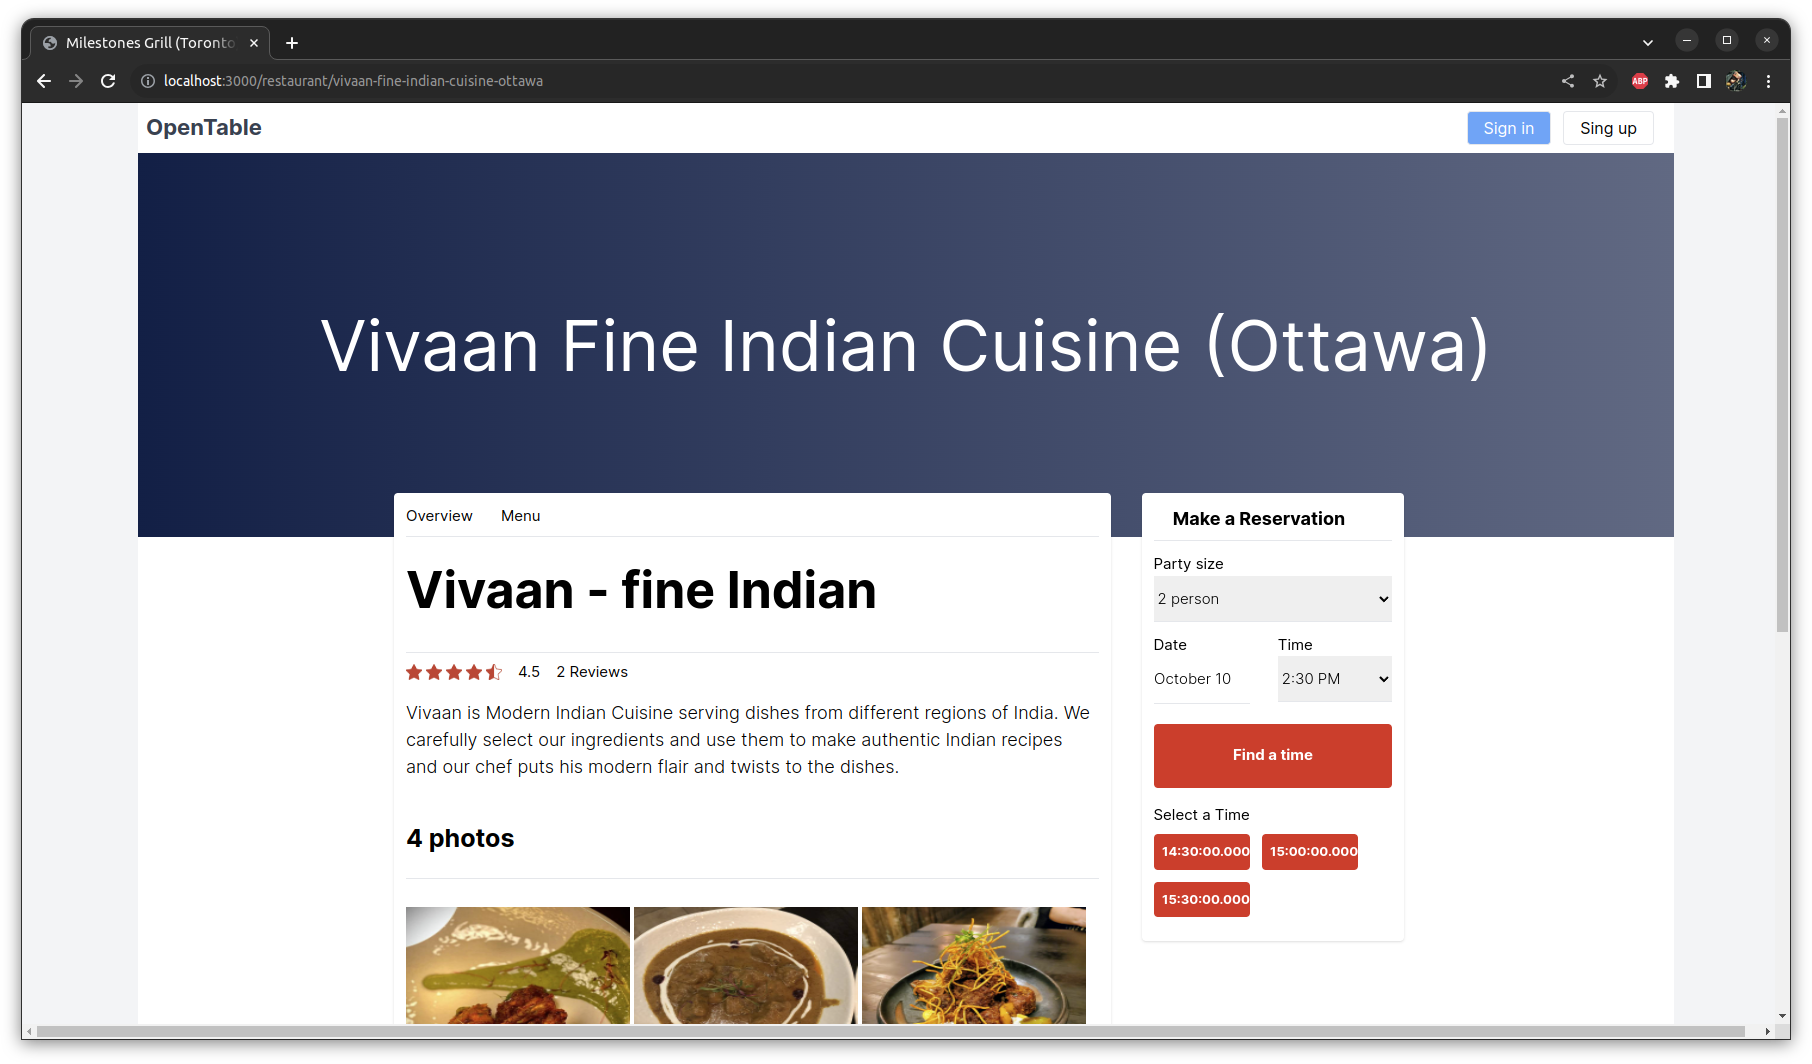 Milestones Grill (Toronto
localhost:3000/restaurant/vivaan-fine-indian-cuisine-ottawa
ABP
OpenTable
Sign in
Sing up
Vivaan Fine Indian Cuisine (Ottawa)
Overview
Menu
Vivaan - fine Indian
4.5
2 Reviews
Vivaan is Modern Indian Cuisine serving dishes from different regions of India. We
carefully select our ingredients and use them to make authentic Indian recipes
and our chef puts his modern flair and twists to the dishes.
4 photos
Make a Reservation
Party size
2 person
Date
Time
October 10
2:30 PM
Find a time
Select a Time
14:30:00.000
15:00:00.000
15:30:00.000